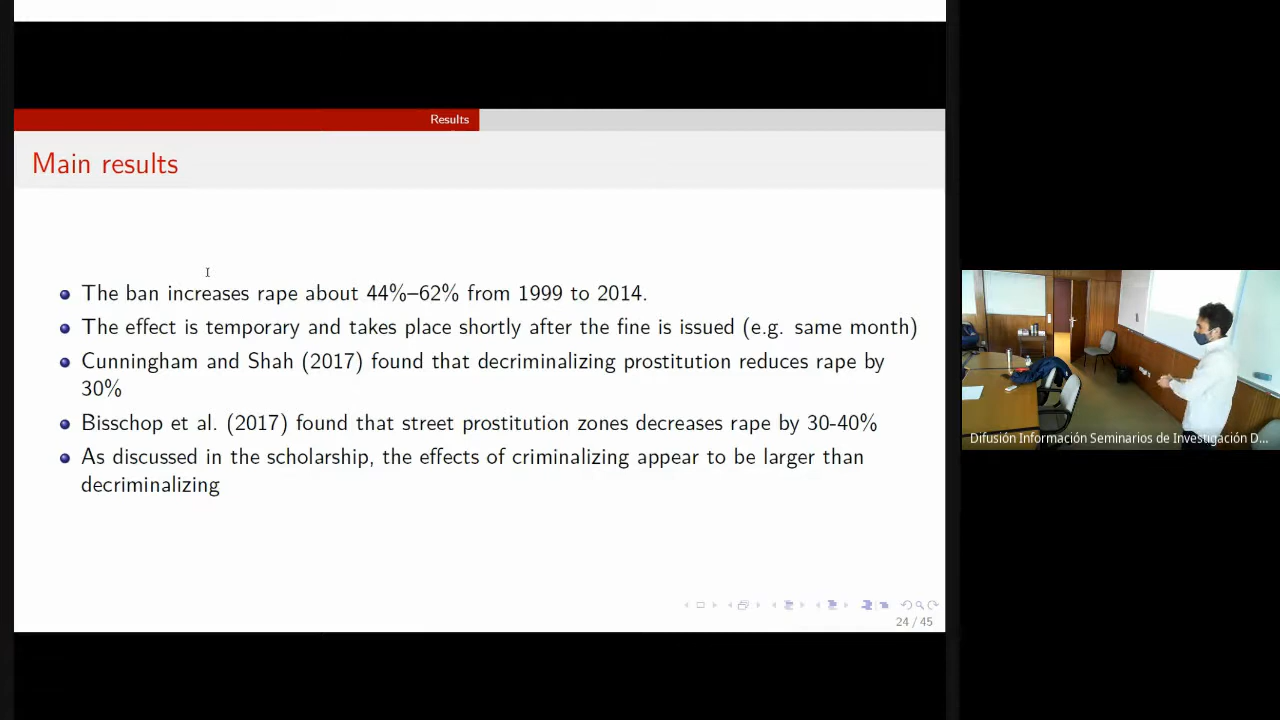 Results
Main results
The ban increases rape about 44%–62% from 1999 to 2014.
The effect is temporary and takes place shortly after the fine is issued (e.g. same month)
Cunningham and Shah (2017) found that decriminalizing prostitution reduces rape by
30%
Bisschop et al. (2017) found that street prostitution zones decreases rape by 30-40%
As discussed in the scholarship, the effects of criminalizing appear to be larger than
decriminalizing
24 / 45
Difusión Información Seminarios de Investigación D...